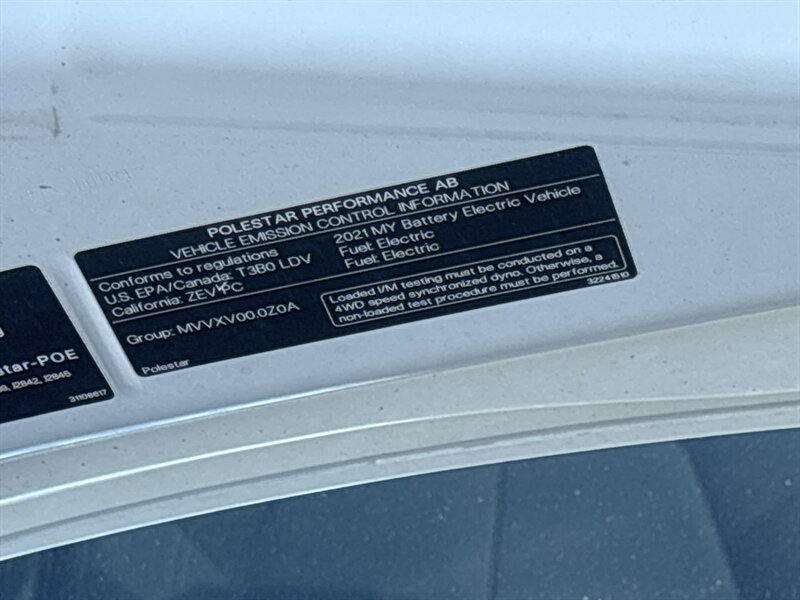 POLESTAR PERFORMANCE AB
VEHICLE EMISSION CONTROL INFORMATION
Conforms to regulations
2021 MY Battery Electric Vehicle
U.S. EPA/Canada: T3B0 LDV
Fuel: Electric
California: ZEV PC
Fuel: Electric
Group: MVVXV00.0Z0A
Loaded I/M testing must be conducted on a
4WD speed synchronized dyno. Otherwise, a
non-loaded test procedure must be performed.
Polestar
star-POE
12842, 12845
31108617